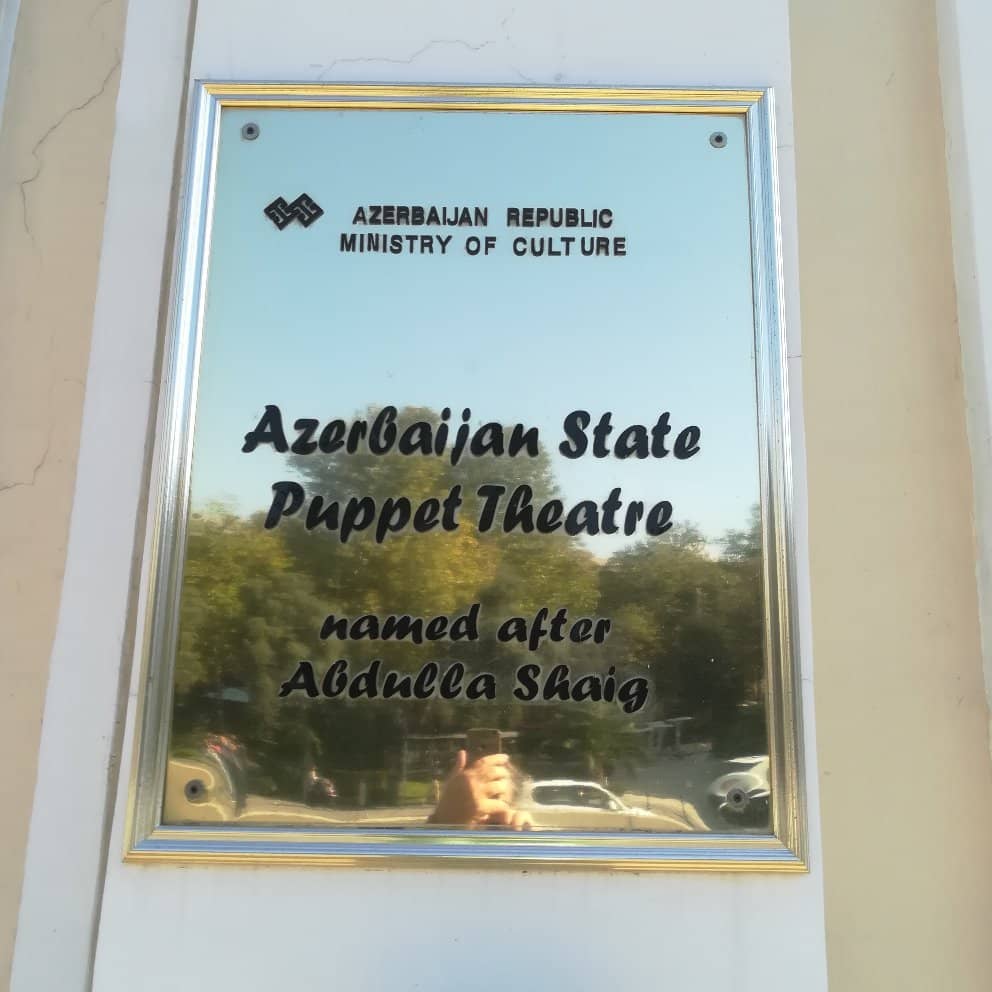 AZERBAIJAN REPUBLIC
MINISTRY OF CULTURE
Azerbaijan State
Puppet Theatre
named after
Abdulla Shaig